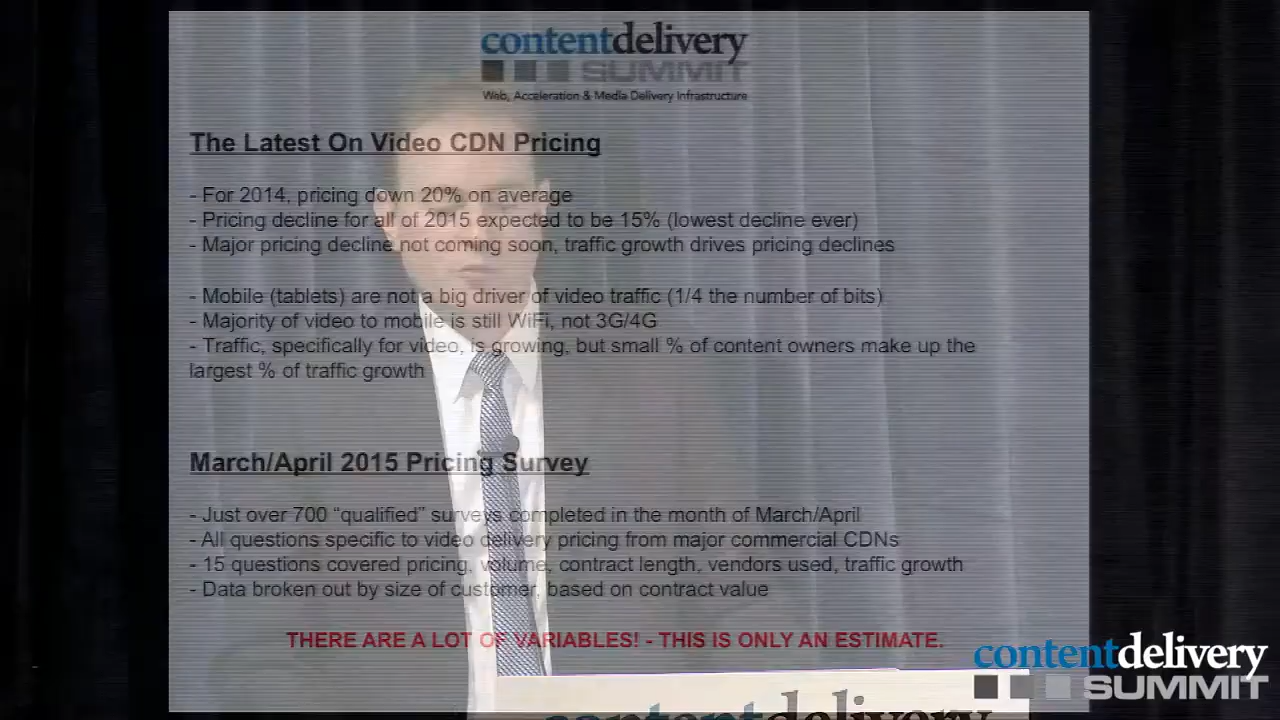 contentdelivery
SUMMIT
Web, Acceleration & Media Delivery Infrastructure
The Latest On Video CDN Pricing
- For 2014, pricing down 20% on average
- Pricing decline for all of 2015 expected to be 15% (lowest decline ever)
- Major pricing decline not coming soon, traffic growth drives pricing declines
- Mobile (tablets) are not a big driver of video traffic (1/4 the number of bits)
- Majority of video to mobile is still WiFi, not 3G/4G
- Traffic, specifically for video, is growing, but small % of content owners make up the
largest % of traffic growth
March/April 2015 Pricing Survey
- Just over 700 “qualified” surveys completed in the month of March/April
- All questions specific to video delivery pricing from major commercial CDNs
- 15 questions covered pricing, volume, contract length, vendors used, traffic growth
- Data broken out by size of customer, based on contract value
THERE ARE A LOT OF VARIABLES! - THIS IS ONLY AN ESTIMATE.
contentdelivery
SUMMIT
contentdelivery